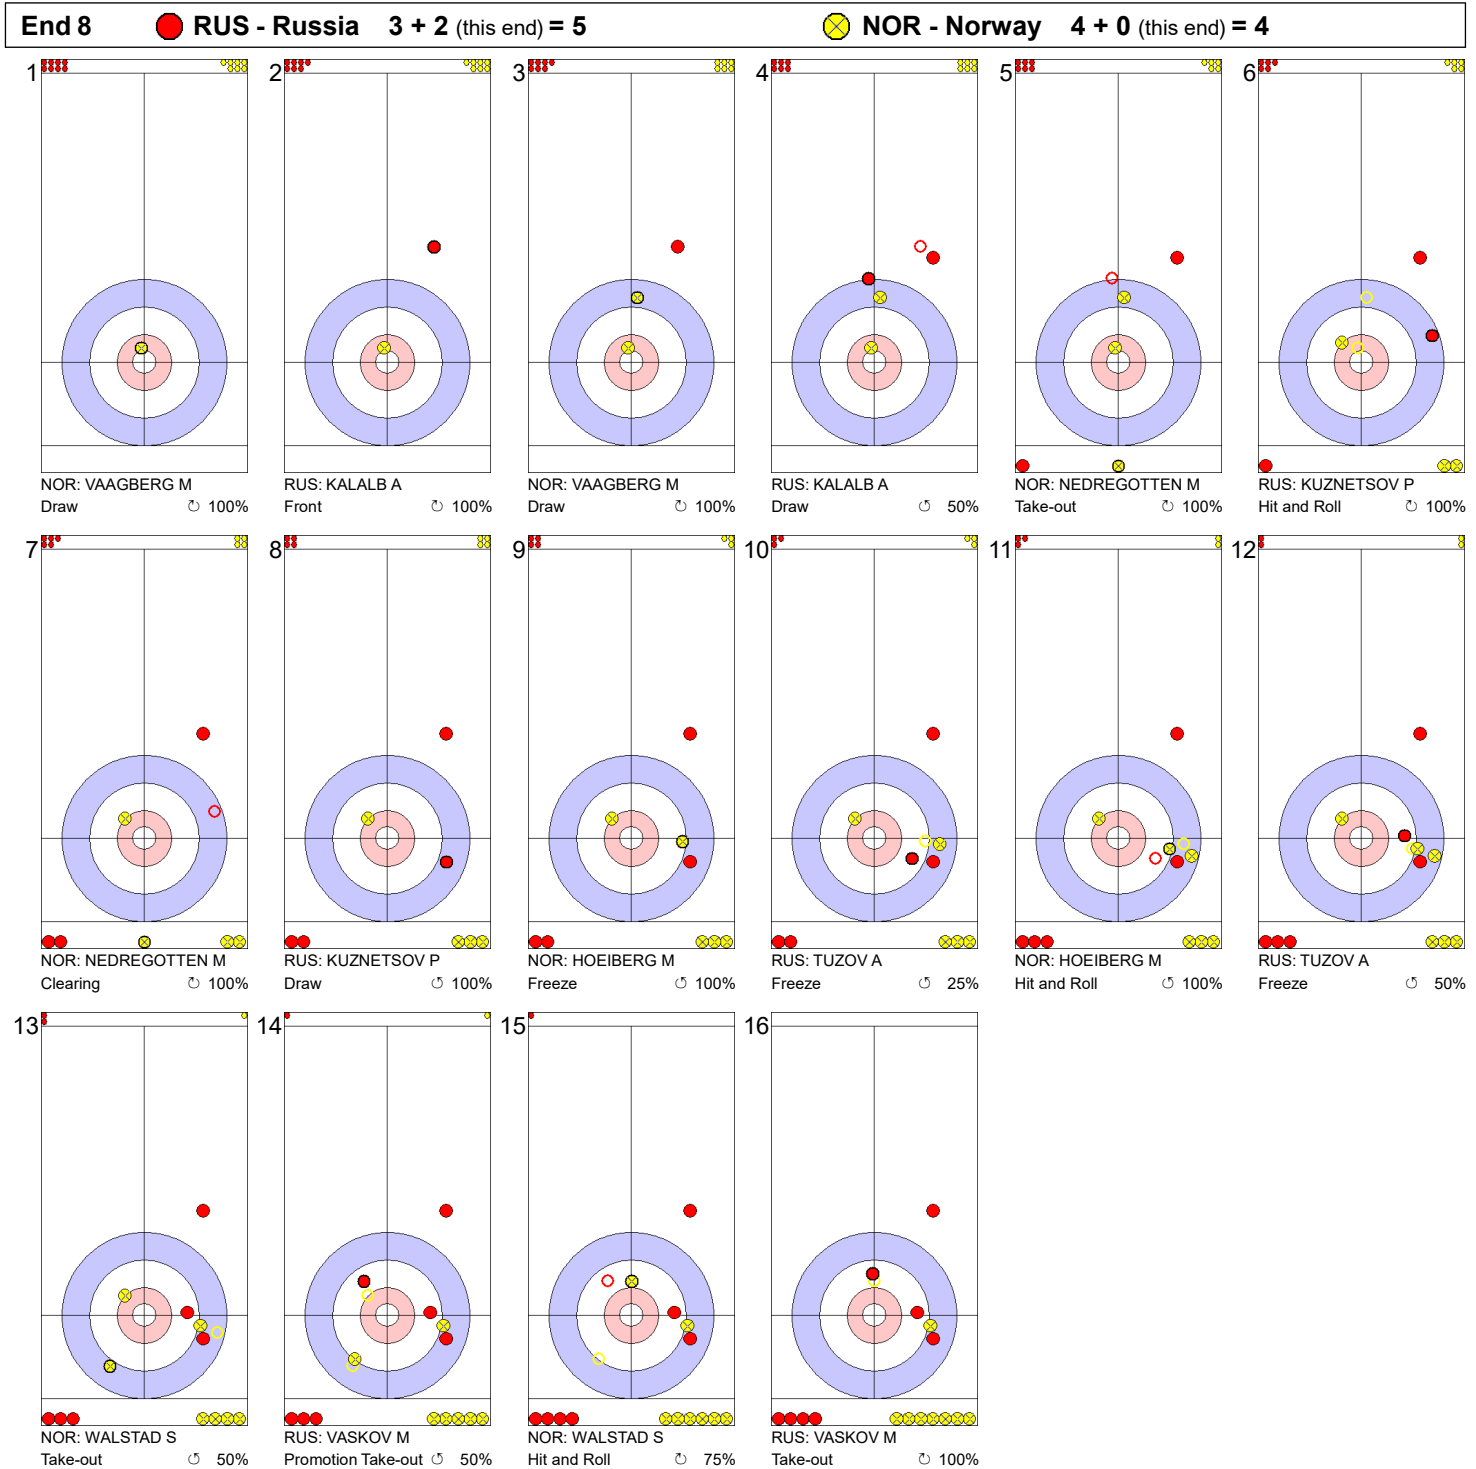 End 8 RUS - Russia 3 + 2 (this end) = 5 NOR - Norway 4 + 0 (this end) = 4
1 2 3 4 5 6
NOR: VAAGBERG M RUS: KALALB A NOR: VAAGBERG M RUS: KALALB A NOR: NEDREGOTTEN M RUS: KUZNETSOV P
Draw ↻ 100% Front ↻ 100% Draw ↻ 100% Draw ↺ 50% Take-out ↻ 100% Hit and Roll ↻ 100%
7 8 9 10 11 12
NOR: NEDREGOTTEN M RUS: KUZNETSOV P NOR: HOEIBERG M RUS: TUZOV A NOR: HOEIBERG M RUS: TUZOV A
Clearing ↻ 100% Draw ↺ 100% Freeze ↺ 100% Freeze ↺ 25% Hit and Roll ↺ 100% Freeze ↺ 50%
13 14 15 16
NOR: WALSTAD S RUS: VASKOV M NOR: WALSTAD S RUS: VASKOV M
Take-out ↺ 50% Promotion Take-out ↺ 50% Hit and Roll ↻ 75% Take-out ↻ 100%